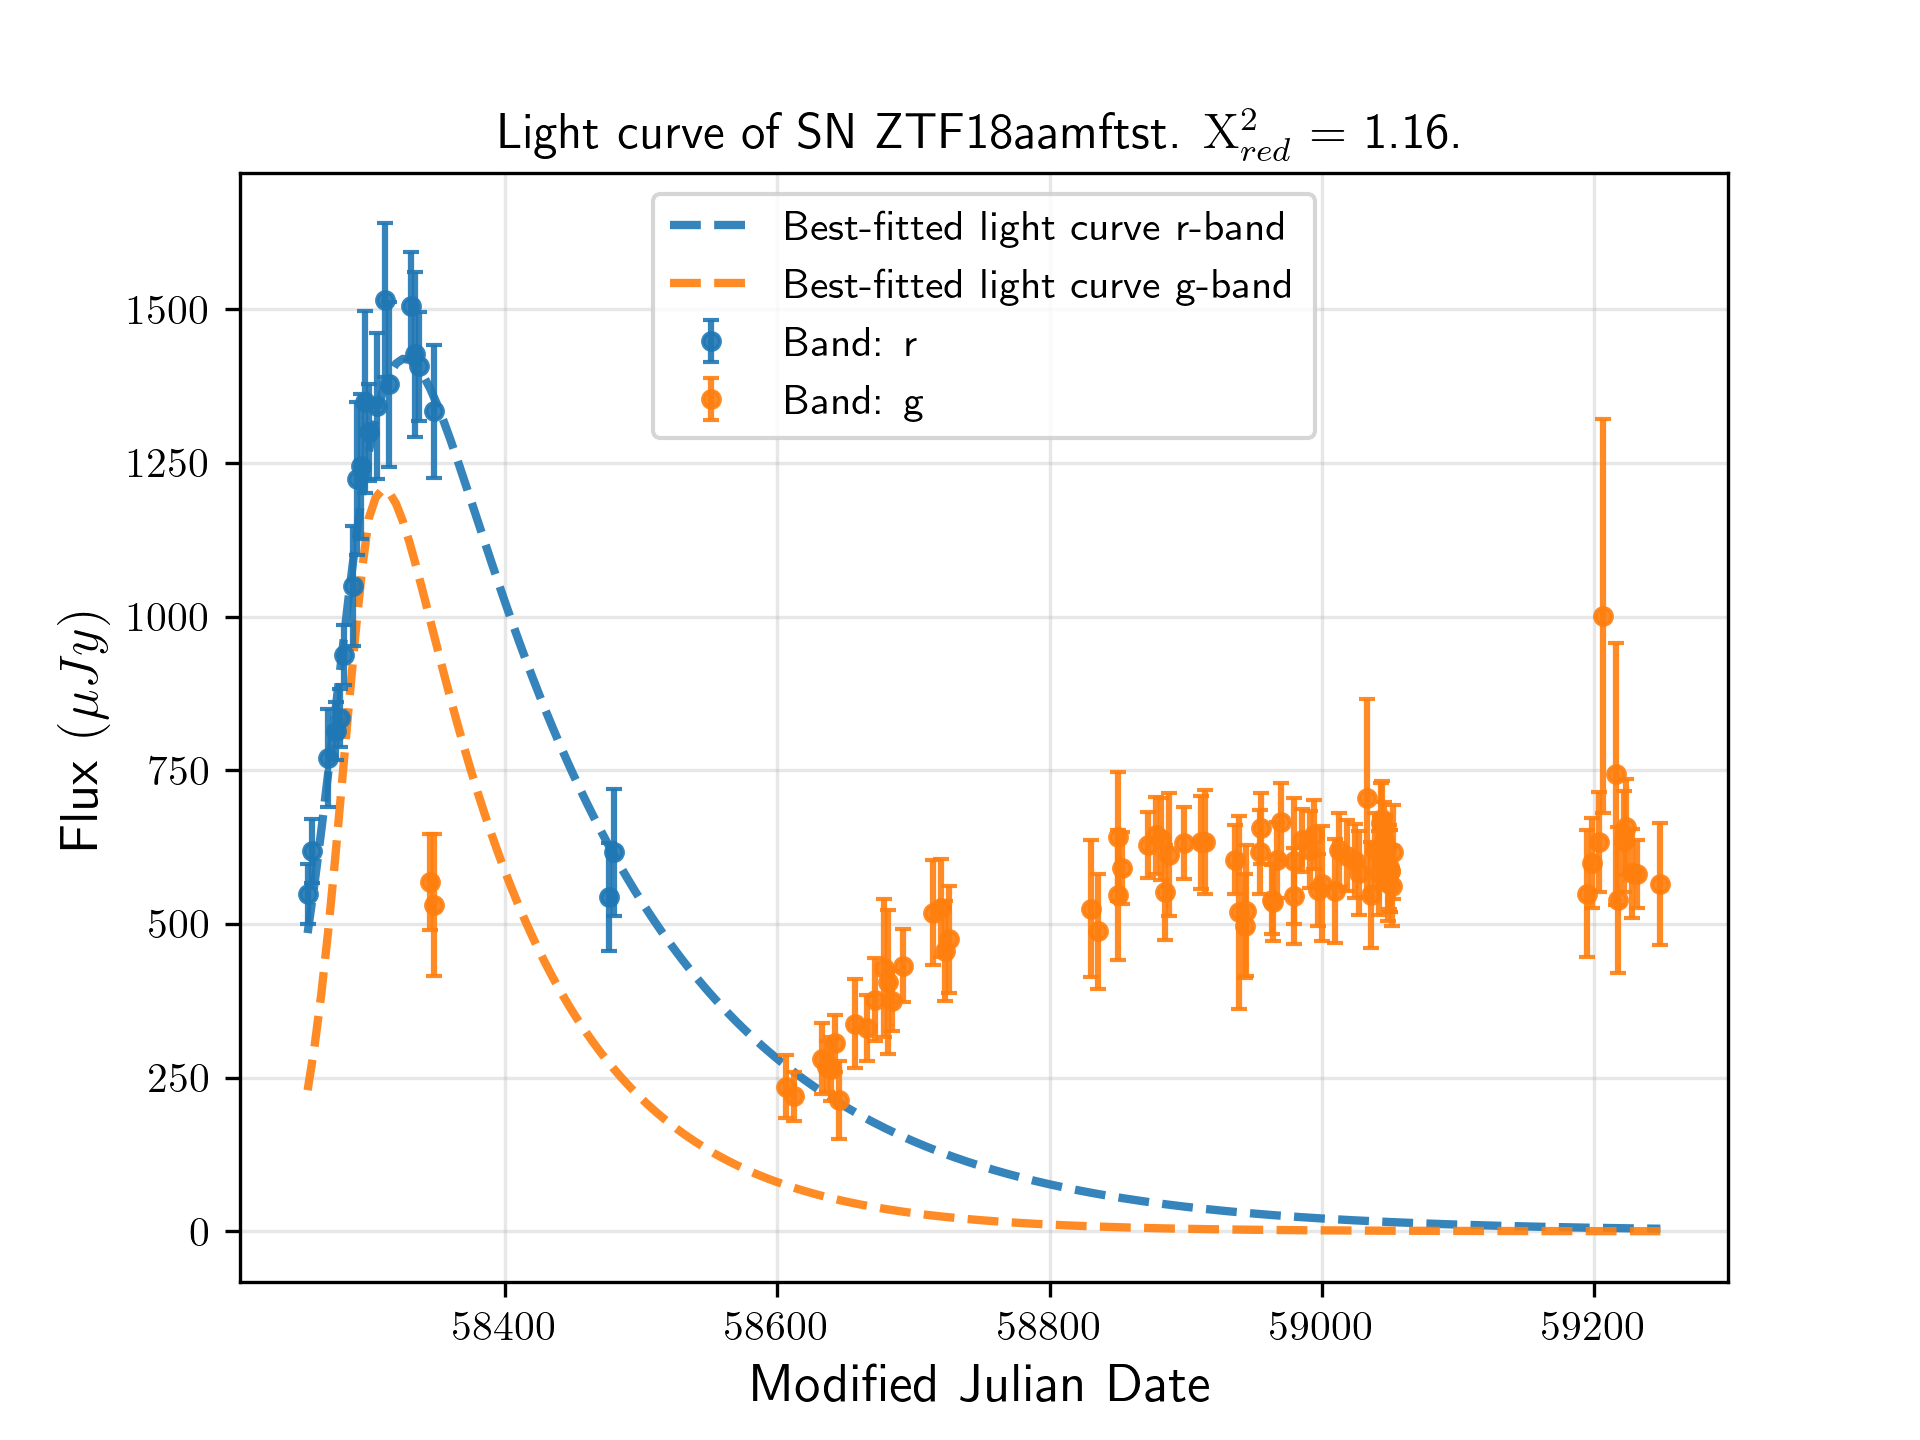 Light curve of SN ZTF18aamftst. X²_red = 1.16.
Best-fitted light curve r-band
Best-fitted light curve g-band
Band: r
Band: g
Flux (μJy)
1500
1250
1000
750
500
250
0
58400 58600 58800 59000 59200
Modified Julian Date